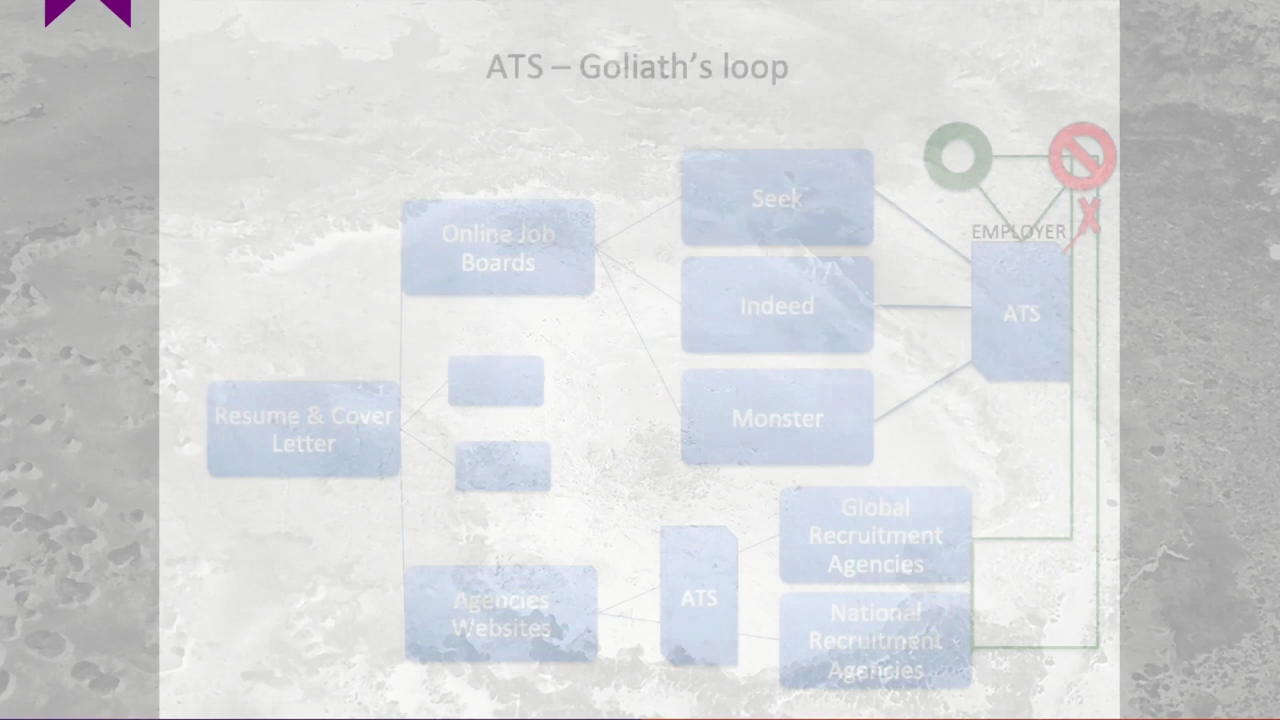 ATS – Goliath's loop
Seek
Online Job
Boards
EMPLOYER
Indeed
ATS
Resume & Cover
Letter
Monster
Global
Recruitment
Agencies
Agencies
Websites
ATS
National
Recruitment
Agencies